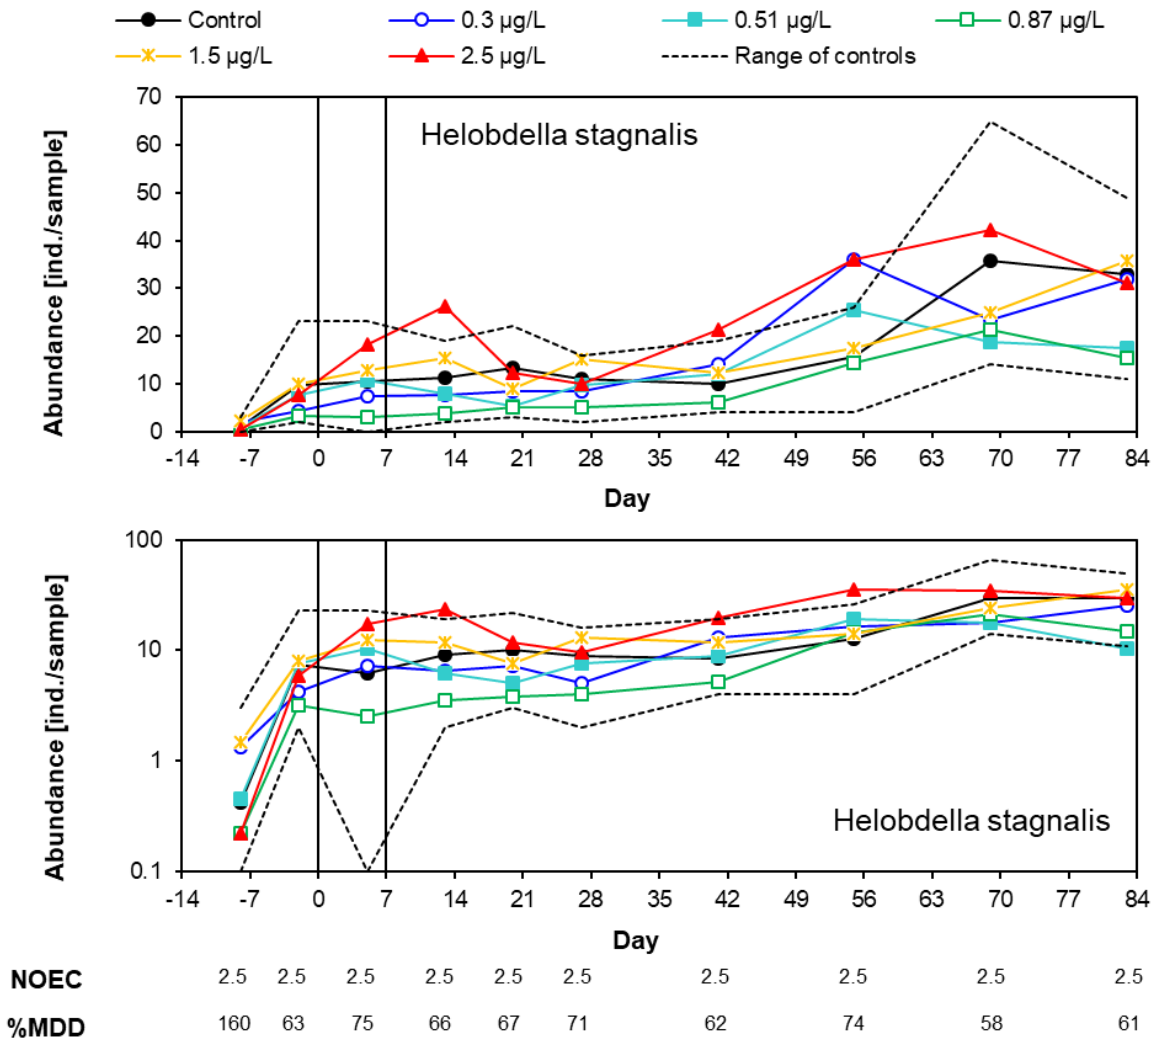 Control 0.3 µg/L 0.51 µg/L 0.87 µg/L
1.5 µg/L 2.5 µg/L Range of controls
Abundance [ind./sample]
70
60
50
40
30
20
10
0
Helobdella stagnalis
-14 -7 0 7 14 21 28 35 42 49 56 63 70 77 84
Day
Abundance [ind./sample]
100
10
1
0.1
Helobdella stagnalis
-14 -7 0 7 14 21 28 35 42 49 56 63 70 77 84
Day
NOEC 2.5 2.5 2.5 2.5 2.5 2.5 2.5 2.5 2.5 2.5
%MDD 160 63 75 66 67 71 62 74 58 61